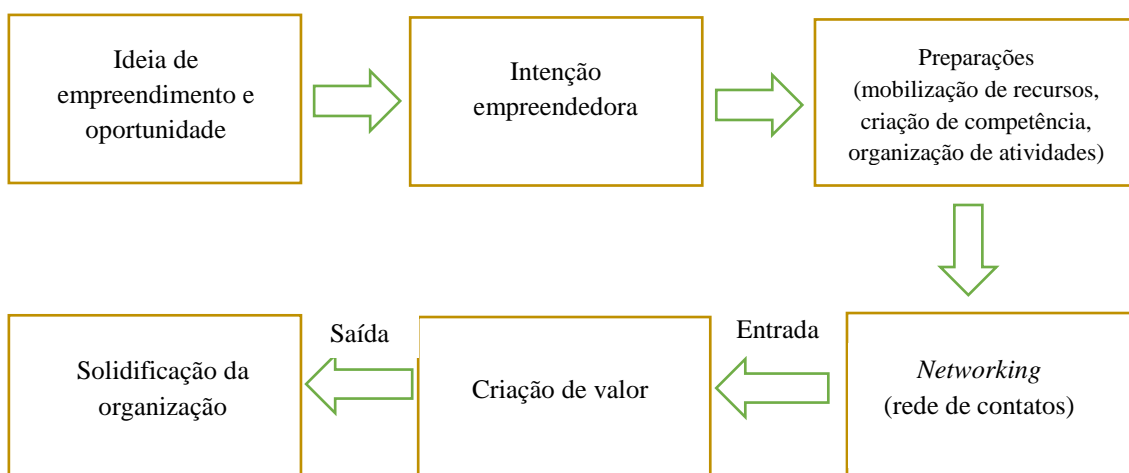 Ideia de
empreendimento e
oportunidade
Intenção
empreendedora
Preparações
(mobilização de recursos,
criação de competência,
organização de atividades)
Networking
(rede de contatos)
Entrada
Criação de valor
Saída
Solidificação da
organização